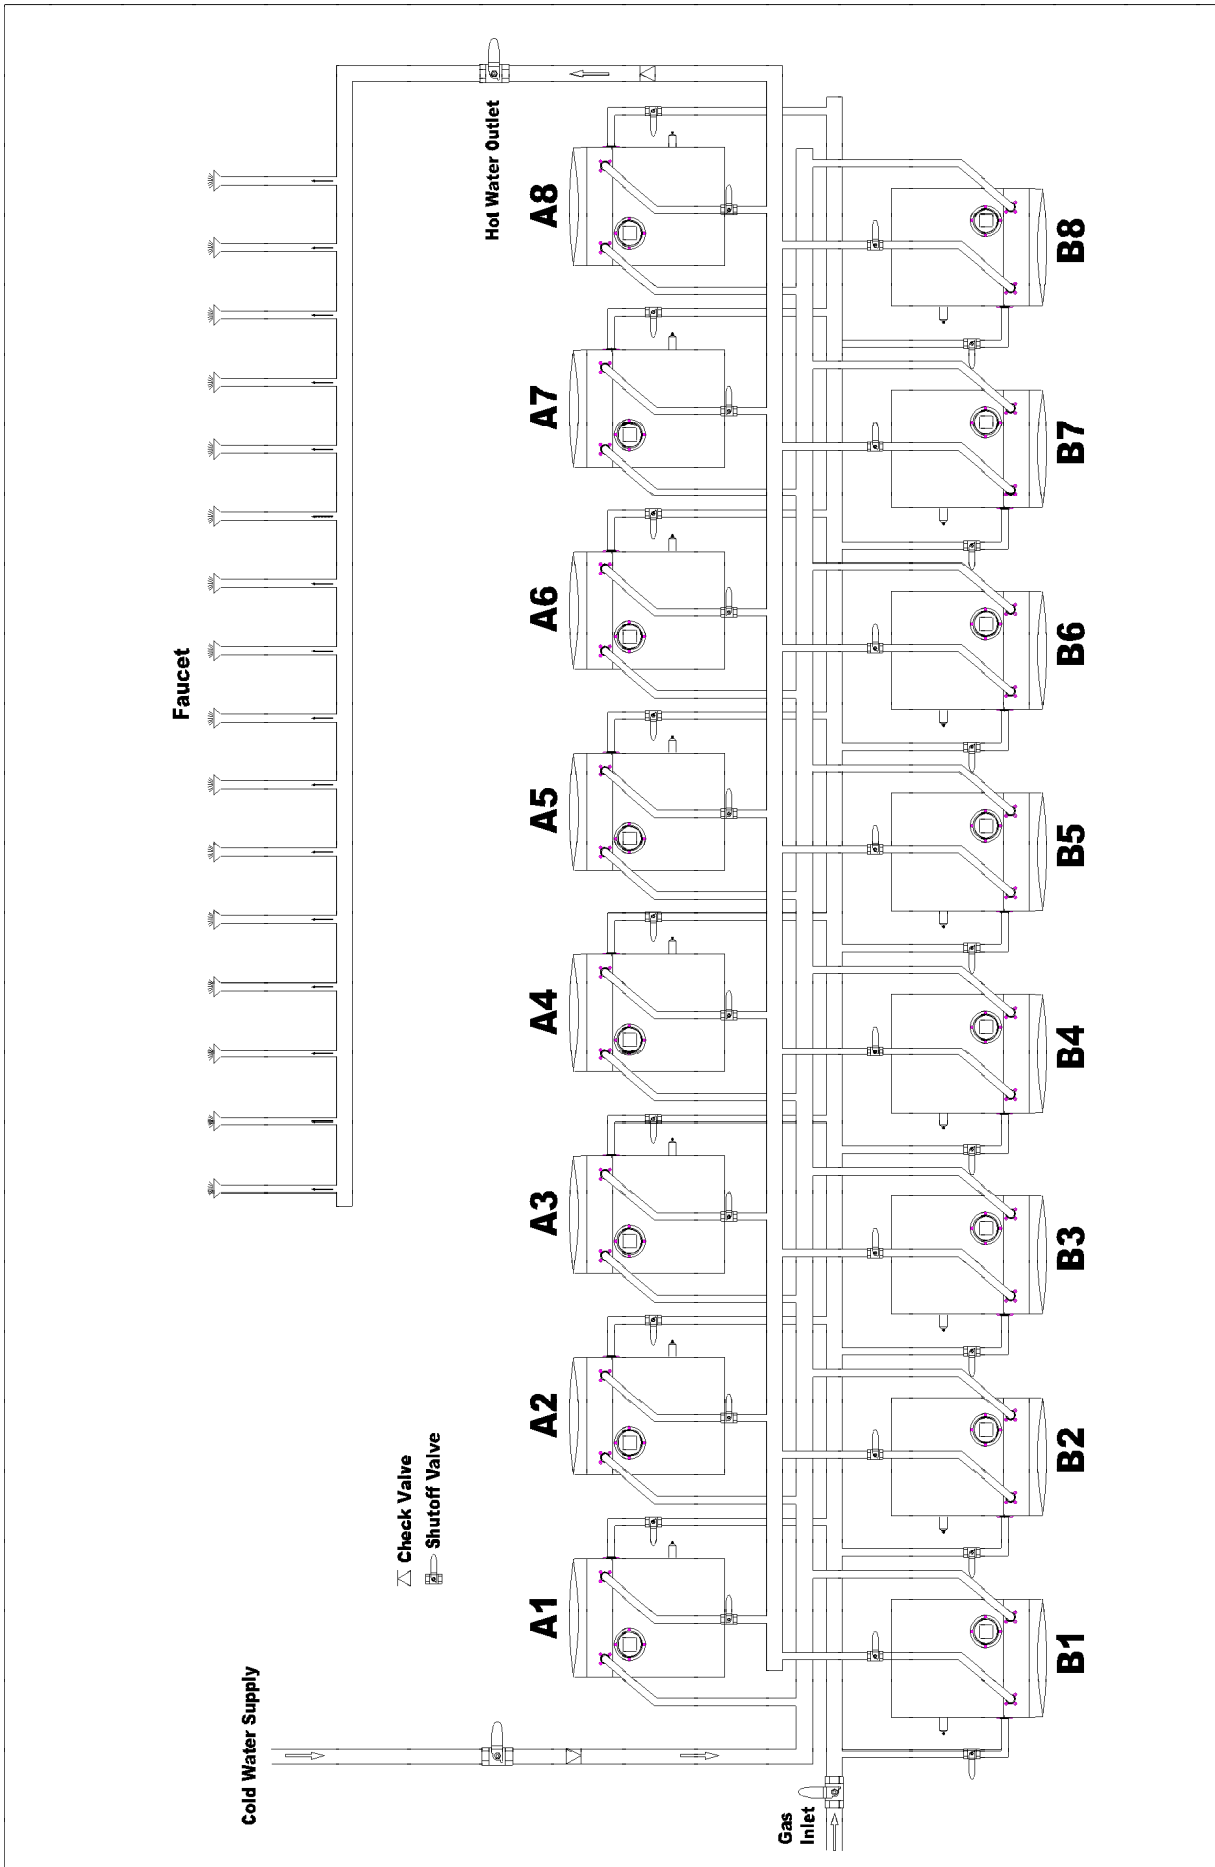 Faucet
Cold Water Supply
Check Valve
Shutoff Valve
Hot Water Outlet
A1 A2 A3 A4 A5 A6 A7 A8
Gas
Inlet
B1 B2 B3 B4 B5 B6 B7 B8